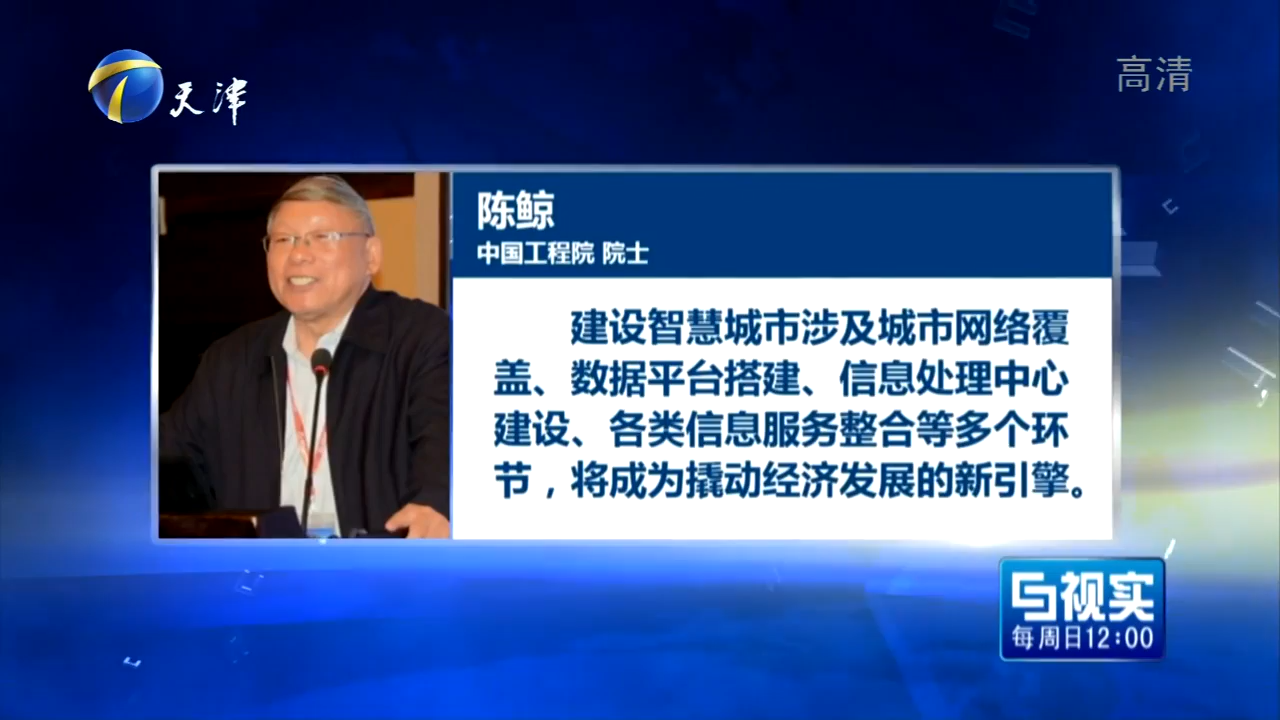 天津
高清
陈鲸
中国工程院 院士
建设智慧城市涉及城市网络覆
盖、数据平台搭建、信息处理中心
建设、各类信息服务整合等多个环
节，将成为撬动经济发展的新引擎。
视实
每周日12:00